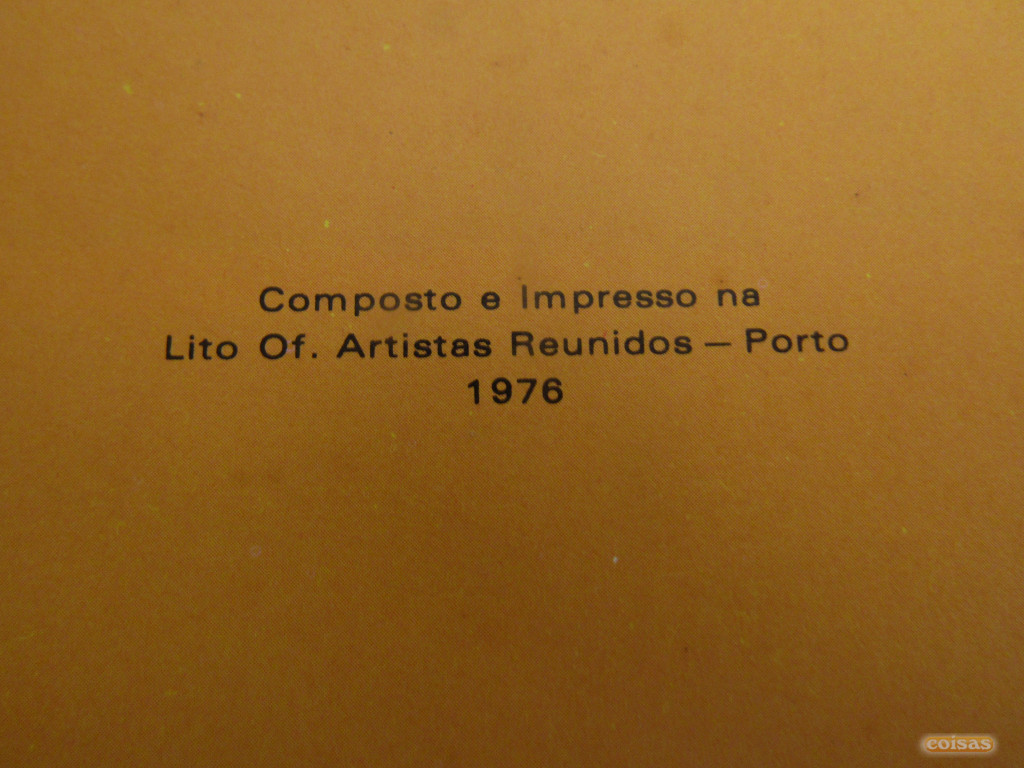 Composto e Impresso na
Lito Of. Artistas Reunidos — Porto
1976
coisas